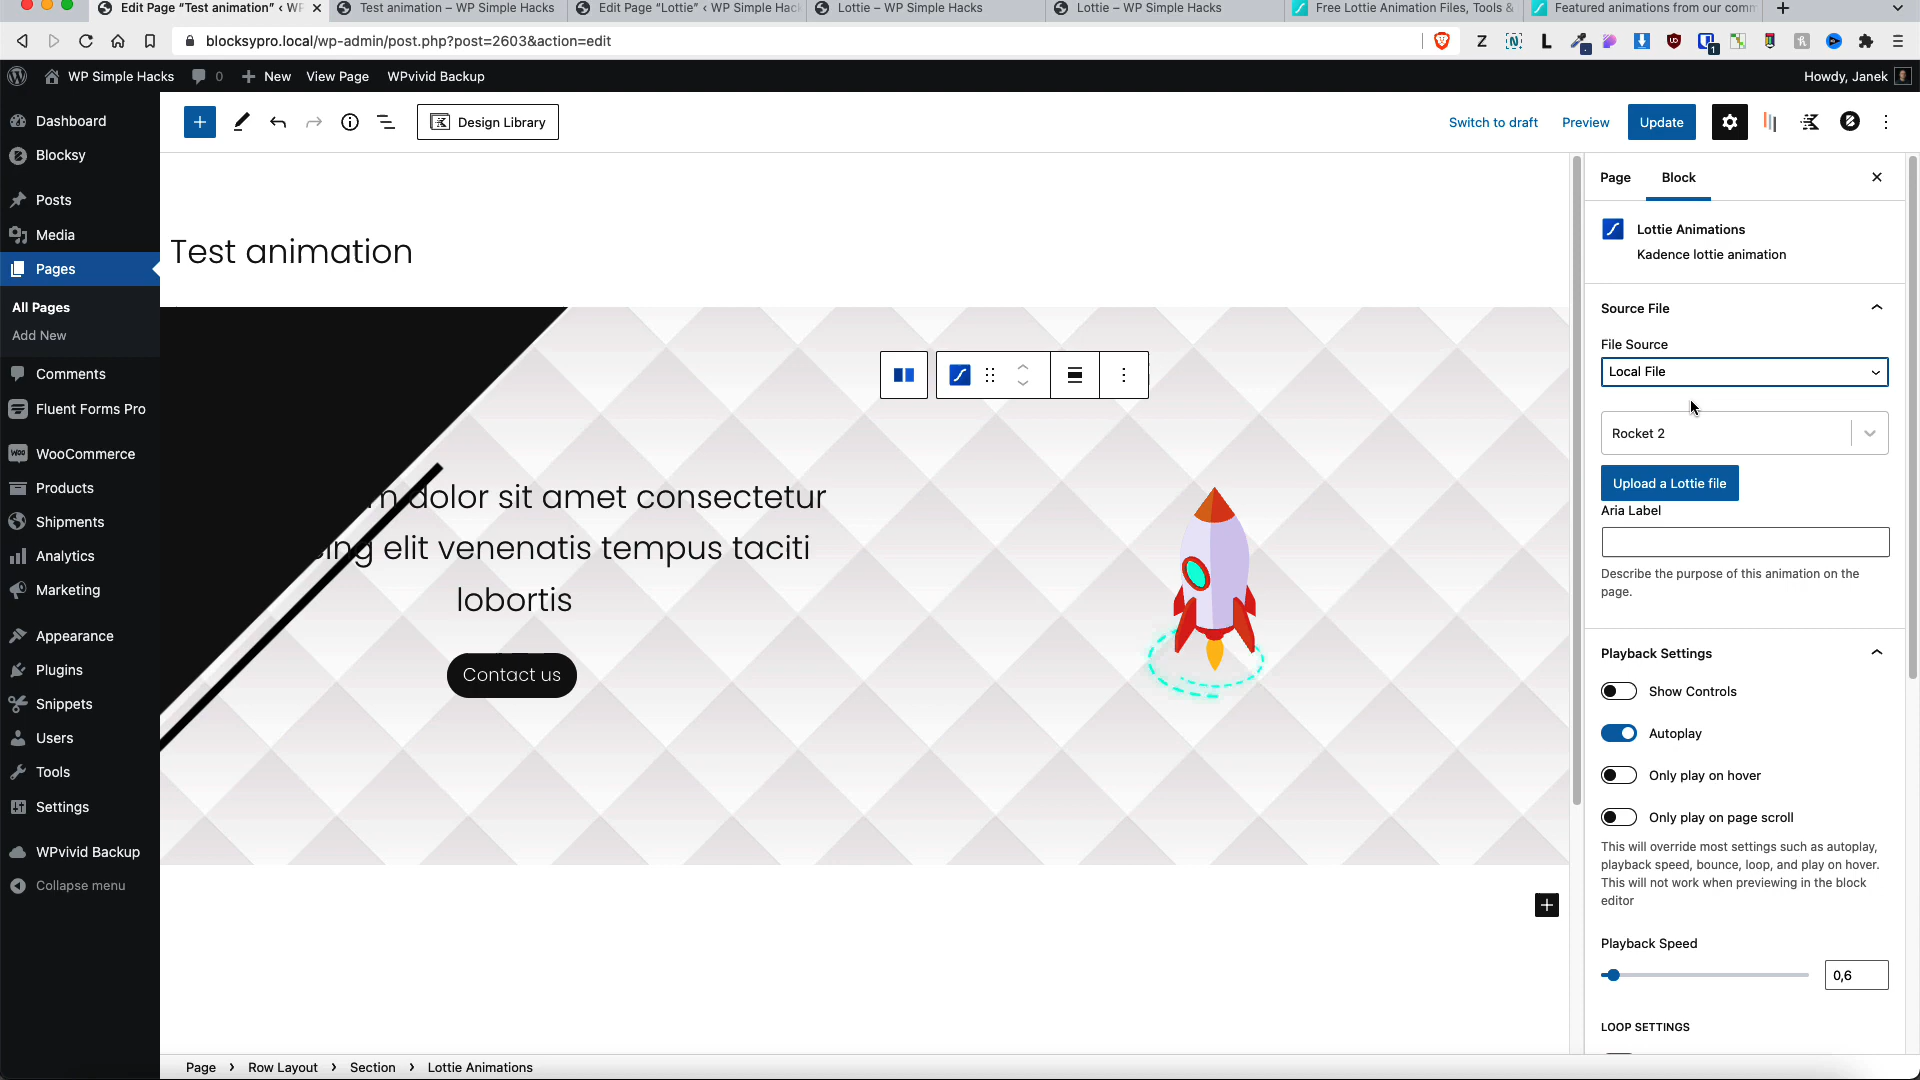 Edit Page “Test animation” ‹ WP
Test animation – WP Simple Hacks
Edit Page “Lottie” ‹ WP Simple Hac
Lottie – WP Simple Hacks
Lottie – WP Simple Hacks
Free Lottie Animation Files, Tools &
Featured animations from our comm
blocksypro.local/wp-admin/post.php?post=2603&action=edit
WP Simple Hacks
0
New
View Page
WPvivid Backup
Howdy, Janek
Dashboard
Blocksy
Posts
Media
Pages
All Pages
Add New
Comments
Fluent Forms Pro
WooCommerce
Products
Shipments
Analytics
Marketing
Appearance
Plugins
Snippets
Users
Tools
Settings
WPvivid Backup
Collapse menu
Design Library
Switch to draft
Preview
Update
Test animation
m dolor sit amet consectetur
sing elit venenatis tempus taciti
lobortis
Contact us
Page
Block
Lottie Animations
Kadence lottie animation
Source File
File Source
Local File
Rocket 2
Upload a Lottie file
Aria Label
Describe the purpose of this animation on the
page.
Playback Settings
Show Controls
Autoplay
Only play on hover
Only play on page scroll
This will override most settings such as autoplay,
playback speed, bounce, loop, and play on hover.
This will not work when previewing in the block
editor
Playback Speed
0,6
LOOP SETTINGS
Page › Row Layout › Section › Lottie Animations